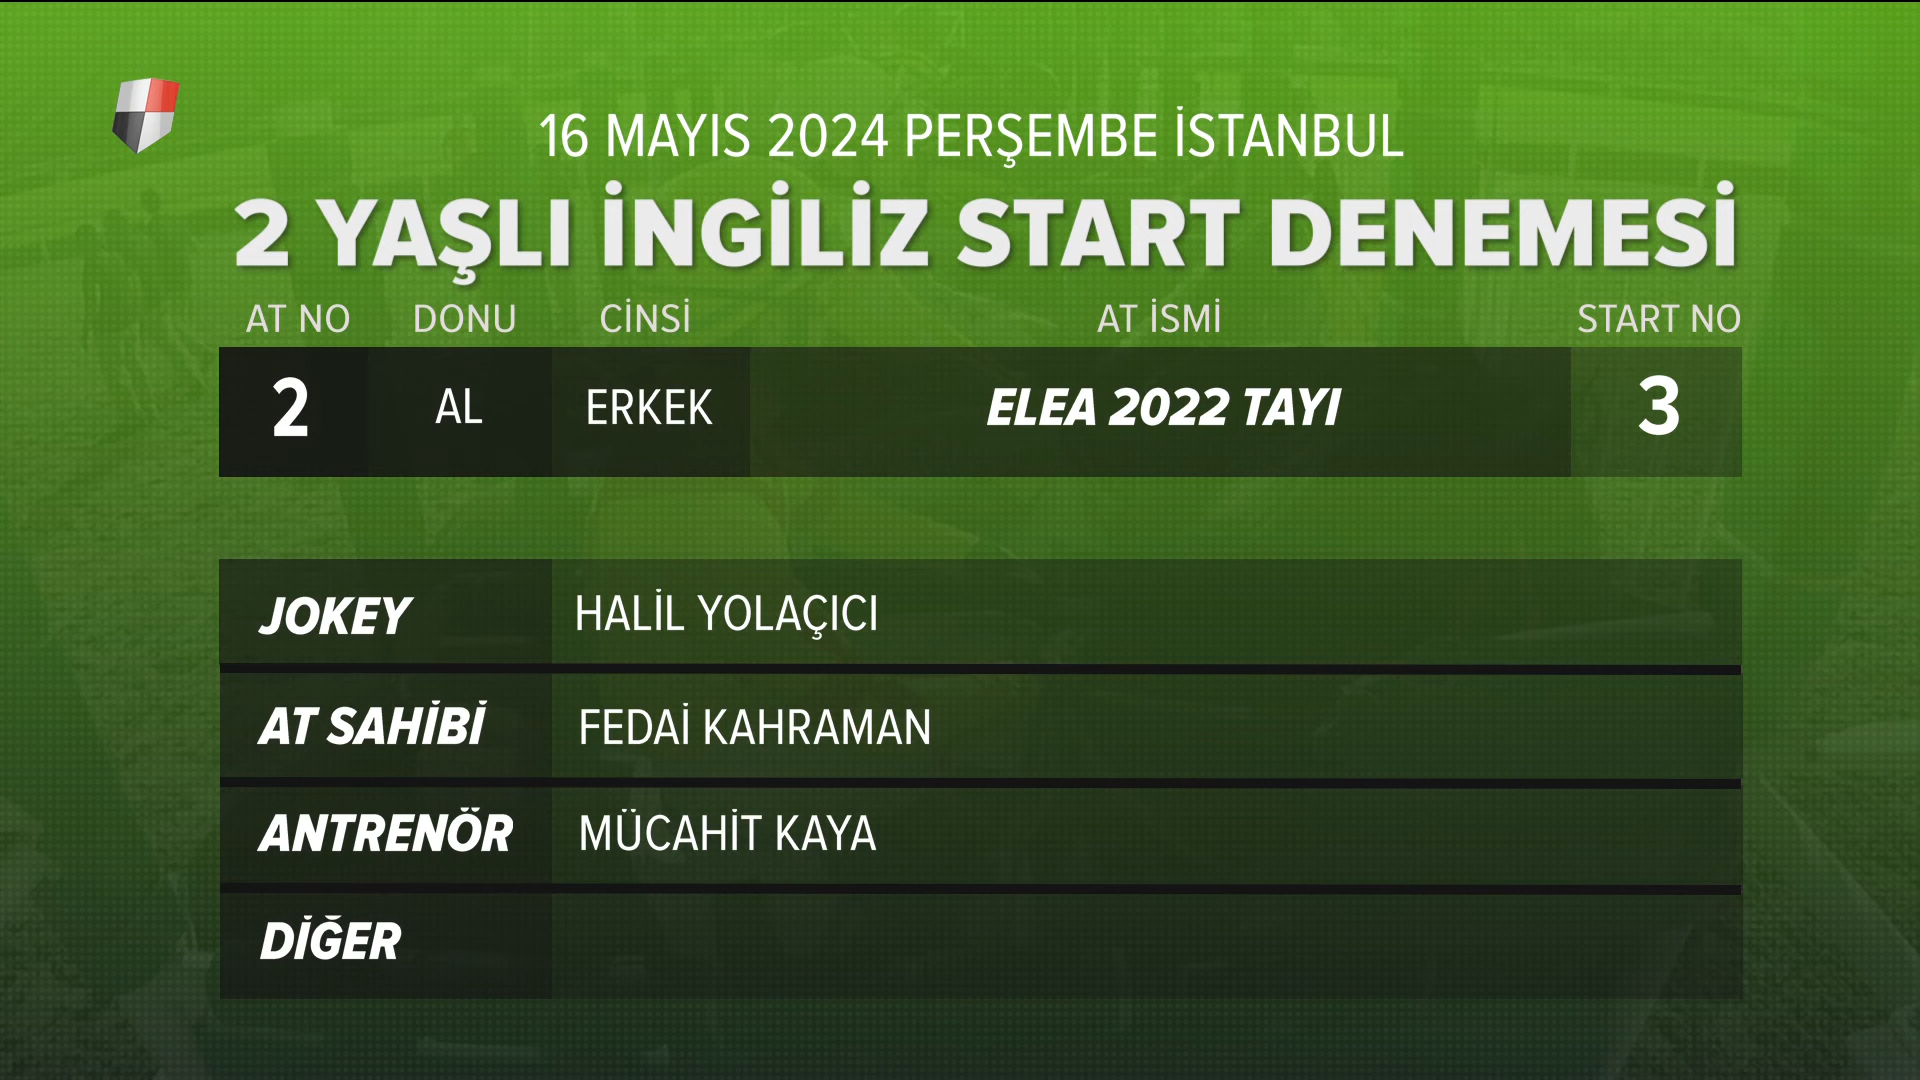 16 MAYIS 2024 PERŞEMBE İSTANBUL
2 YAŞLI İNGİLİZ START DENEMESİ
AT NO DONU CİNSİ AT İSMİ START NO
2 AL ERKEK ELEA 2022 TAYI 3
JOKEY HALİL YOLAÇICI
AT SAHİBİ FEDAİ KAHRAMAN
ANTRENÖR MÜCAHİT KAYA
DİĞER